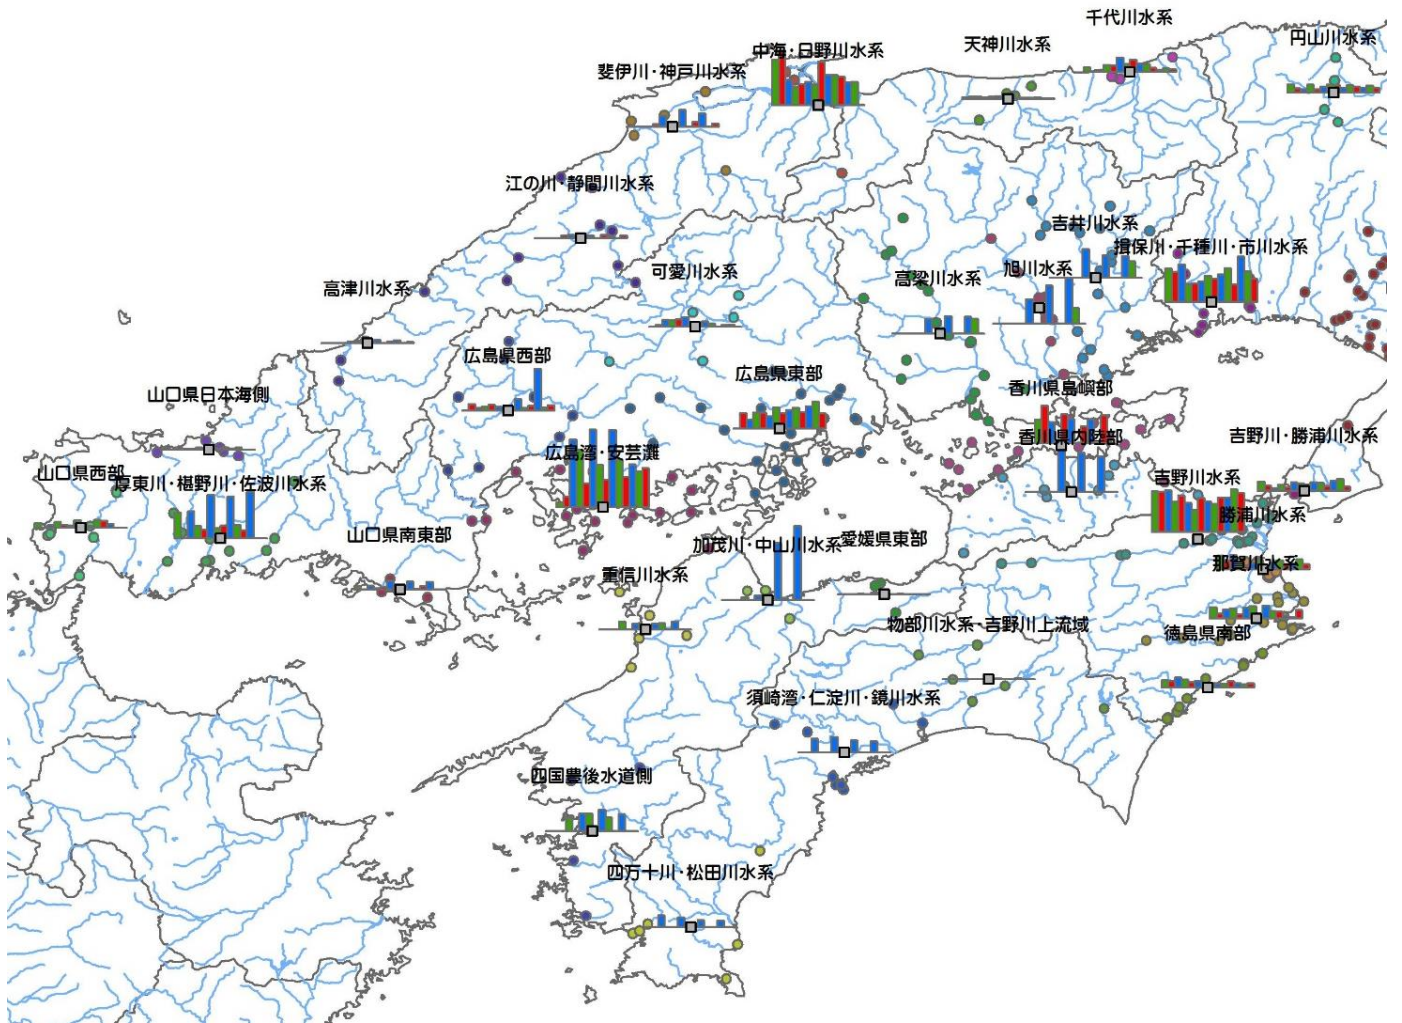 千代川水系
円山川水系
天神川水系
中海・日野川水系
斐伊川・神戸川水系
江の川・静間川水系
吉井川水系
揖保川・千種川・市川水系
可愛川水系
旭川水系
高梁川水系
高津川水系
広島県西部
広島県東部
香川県島嶼部
山口県日本海側
香川県内陸部
吉野川・勝浦川水系
広島湾・安芸灘
山口県西部
厚東川・椹野川・佐波川水系
吉野川水系
勝浦川水系
山口県南東部
加茂川・中山川水系
愛媛県東部
那賀川水系
重信川水系
物部川水系・吉野川上流域
徳島県南部
須崎湾・仁淀川・鏡川水系
四国豊後水道側
四万十川・松田川水系